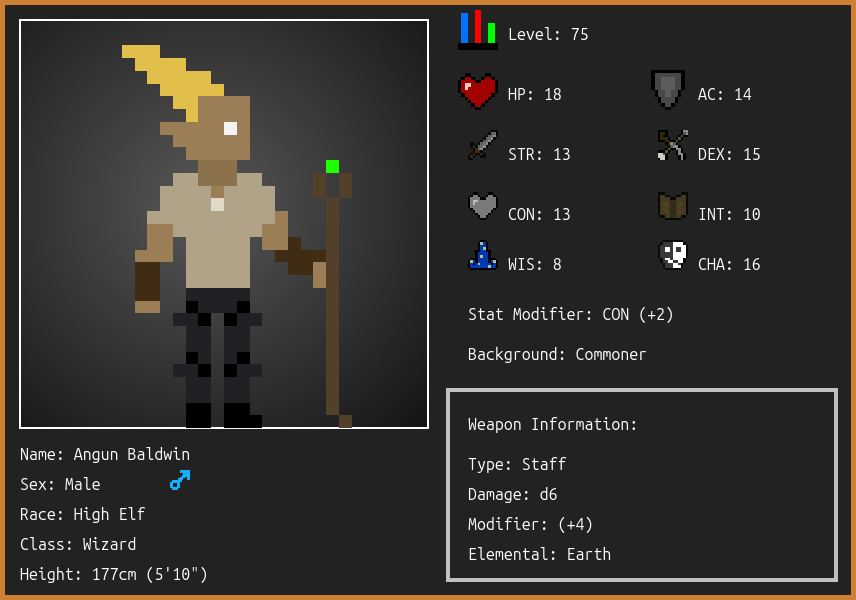 Level: 75
HP: 18
AC: 14
STR: 13
DEX: 15
CON: 13
INT: 10
WIS: 8
CHA: 16
Stat Modifier: CON (+2)
Background: Commoner
Weapon Information:
Type: Staff
Damage: d6
Modifier: (+4)
Elemental: Earth
Name: Angun Baldwin
Sex: Male
Race: High Elf
Class: Wizard
Height: 177cm (5'10")